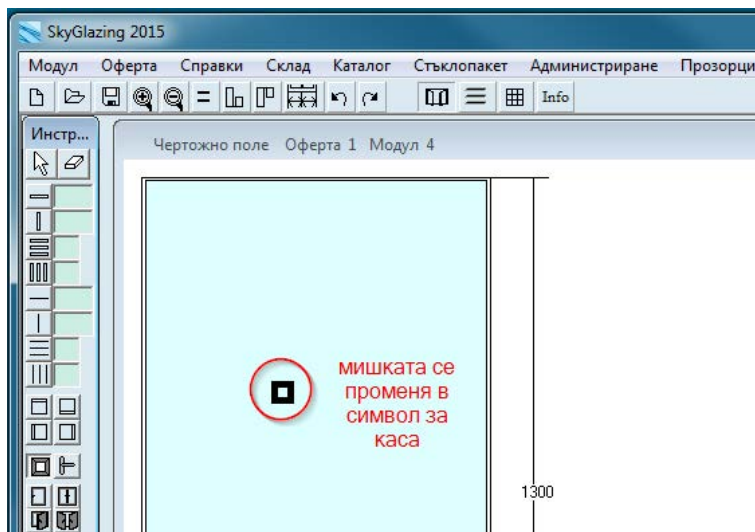 SkyGlazing 2015
Модул Оферта Справки Склад Каталог Стъклопакет Администриране Прозорци
Info
Инстр...
Чертожно поле Оферта 1 Модул 4
мишката се
променя в
символ за
каса
1300